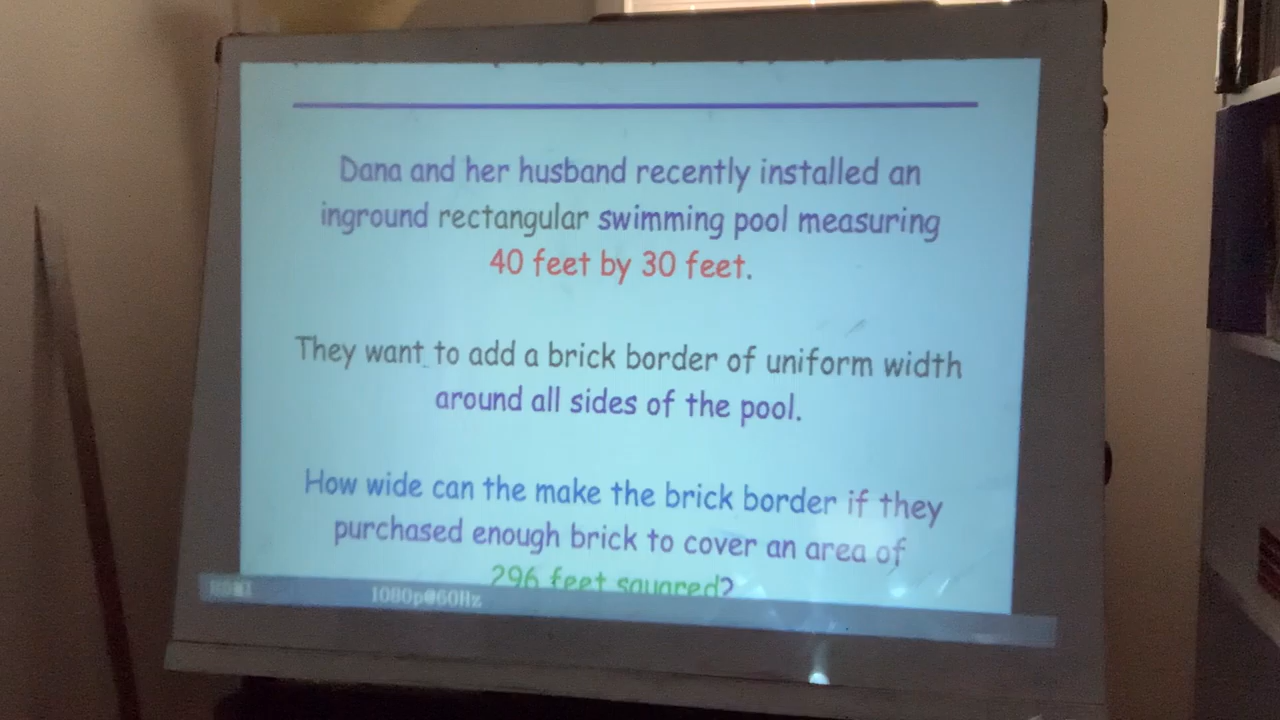 Dana and her husband recently installed an
inground rectangular swimming pool measuring
40 feet by 30 feet.
They want to add a brick border of uniform width
around all sides of the pool.
How wide can the make the brick border if they
purchased enough brick to cover an area of
296 feet squared?
1080p@60Hz